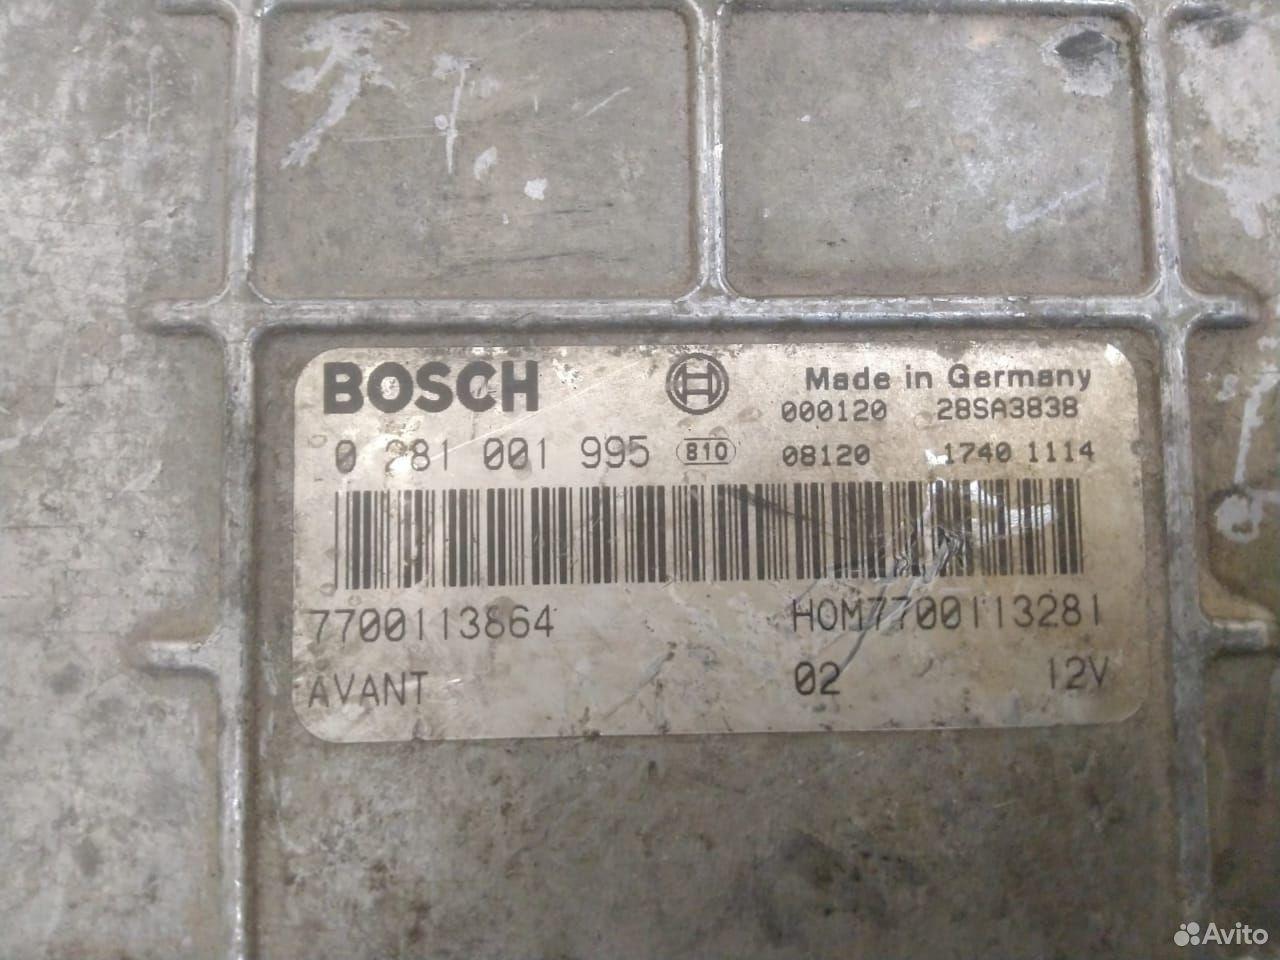 BOSCH
Made in Germany
000120 28SA3838
0 281 001 995 810 08120 1740 1114
7700113864 HOM7700113281
AVANT 02 12V
Avito